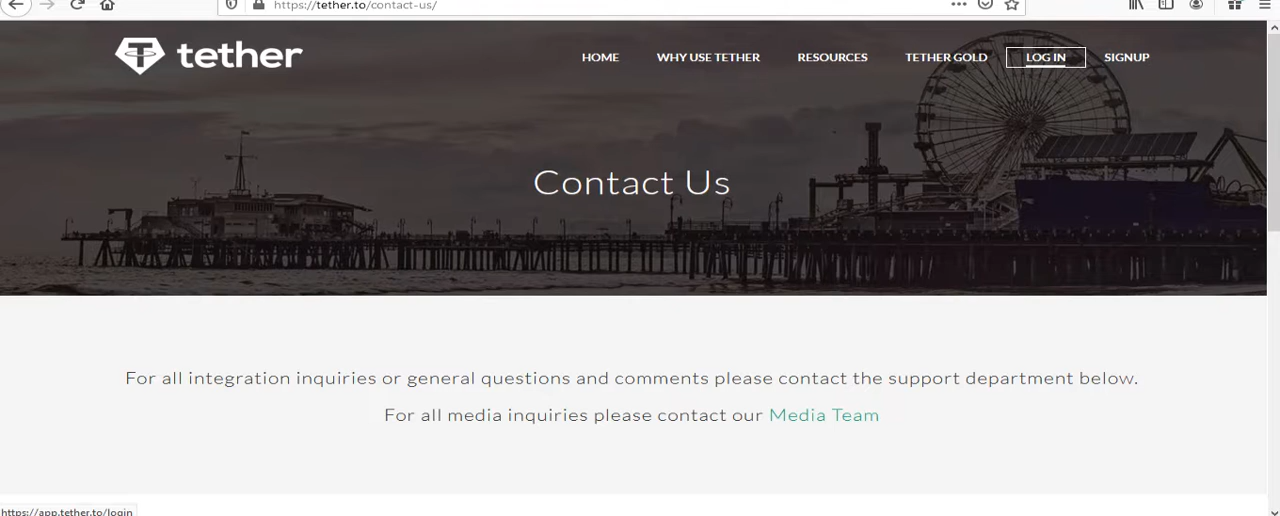 https://tether.to/contact-us/
tether
HOME WHY USE TETHER RESOURCES TETHER GOLD LOG IN SIGNUP
Contact Us
For all integration inquiries or general questions and comments please contact the support department below.
For all media inquiries please contact our Media Team
https://app.tether.to/login